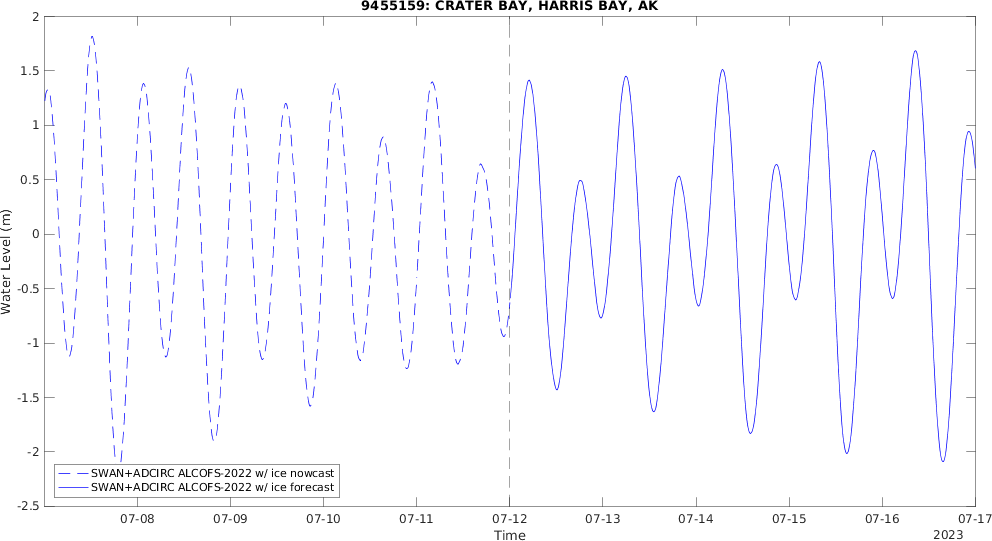 9455159: CRATER BAY, HARRIS BAY, AK
2
1.5
1
0.5
0
-0.5
-1
-1.5
-2
-2.5
Water Level (m)
SWAN+ADCIRC ALCOFS-2022 w/ ice nowcast
SWAN+ADCIRC ALCOFS-2022 w/ ice forecast
07-08 07-09 07-10 07-11 07-12 07-13 07-14 07-15 07-16 07-17
Time
2023